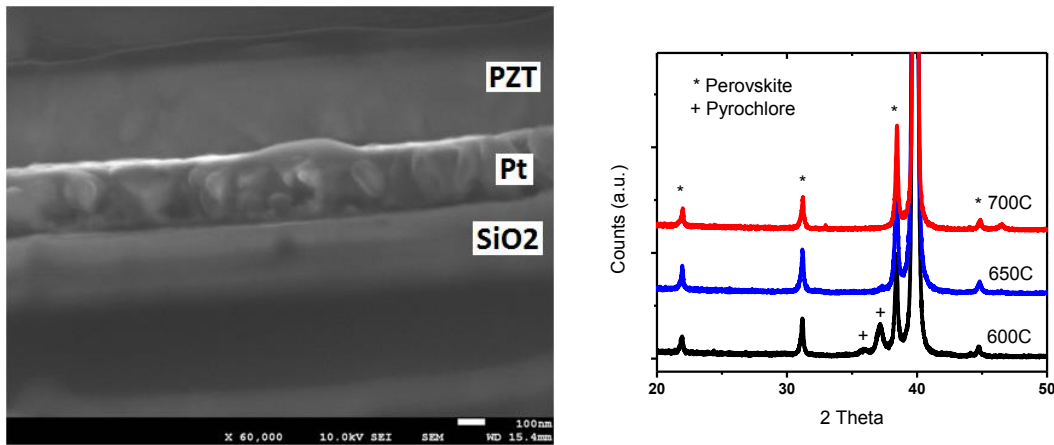 PZT
Pt
SiO2
100nm
X 60,000 10.0kV SEI SEM WD 15.4mm
* Perovskite
+ Pyrochlore
*
*
*
* 700C
650C
+ +
600C
Counts (a.u.)
20 30 40 50
2 Theta